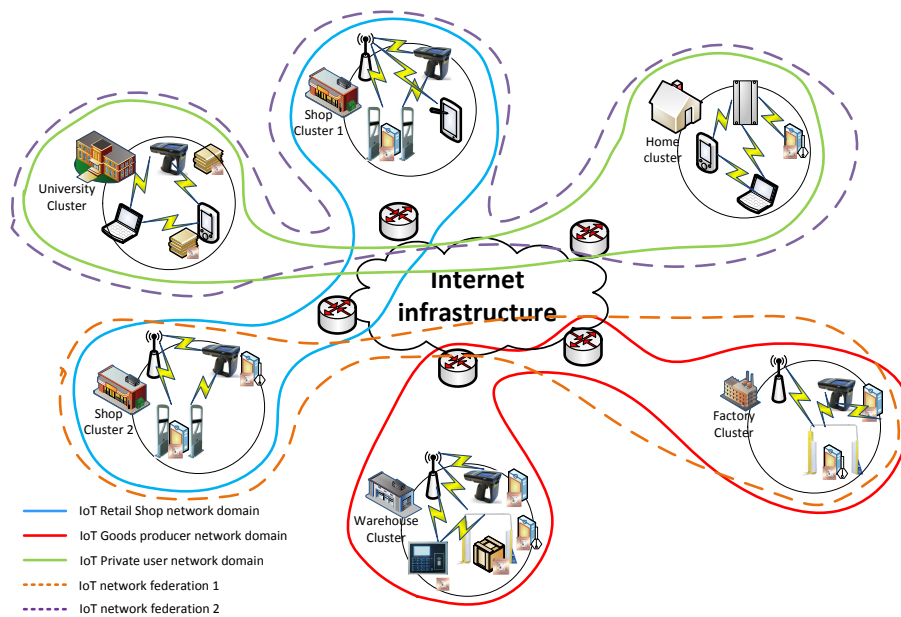 Shop
Cluster 1
Home
cluster
University
Cluster
Internet
infrastructure
Shop
Cluster 2
Factory
Cluster
Warehouse
Cluster
IoT Retail Shop network domain
IoT Goods producer network domain
IoT Private user network domain
IoT network federation 1
IoT network federation 2